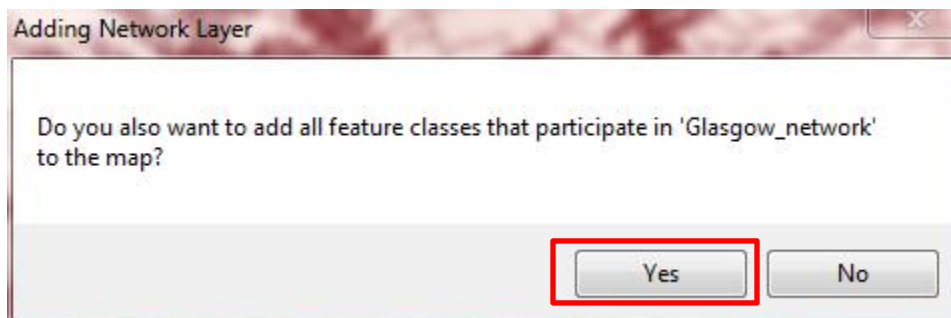 Adding Network Layer
Do you also want to add all feature classes that participate in 'Glasgow_network'
to the map?
Yes No